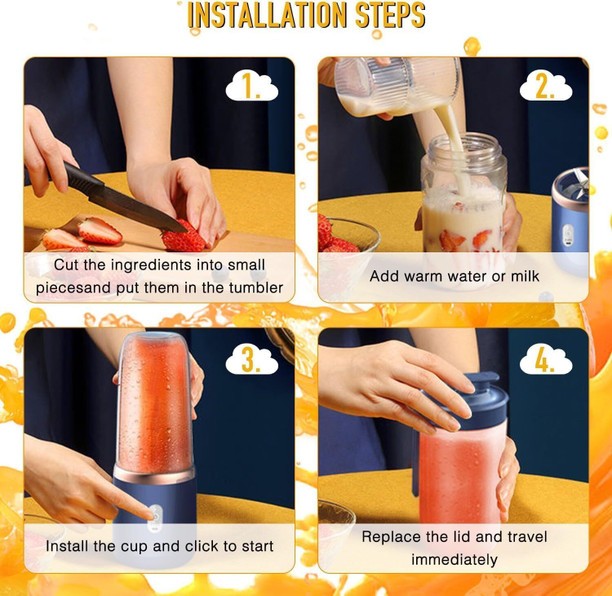 INSTALLATION STEPS
1.
Cut the ingredients into small
piecesand put them in the tumbler
2.
Add warm water or milk
3.
Install the cup and click to start
4.
Replace the lid and travel
immediately